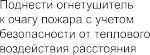 Поднести огнетушитель
к очагу пожара с учетом
безопасности от теплового
воздействия расстояния